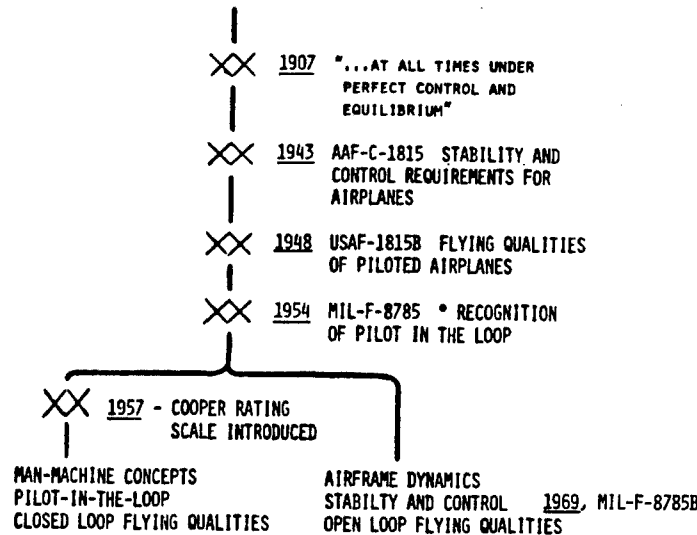 1907 "...AT ALL TIMES UNDER
PERFECT CONTROL AND
EQUILIBRIUM"
1943 AAF-C-1815 STABILITY AND
CONTROL REQUIREMENTS FOR
AIRPLANES
1948 USAF-1815B FLYING QUALITIES
OF PILOTED AIRPLANES
1954 MIL-F-8785 • RECOGNITION
OF PILOT IN THE LOOP
1957 - COOPER RATING
SCALE INTRODUCED
MAN-MACHINE CONCEPTS
PILOT-IN-THE-LOOP
CLOSED LOOP FLYING QUALITIES
AIRFRAME DYNAMICS
STABILTY AND CONTROL 1969, MIL-F-8785B
OPEN LOOP FLYING QUALITIES